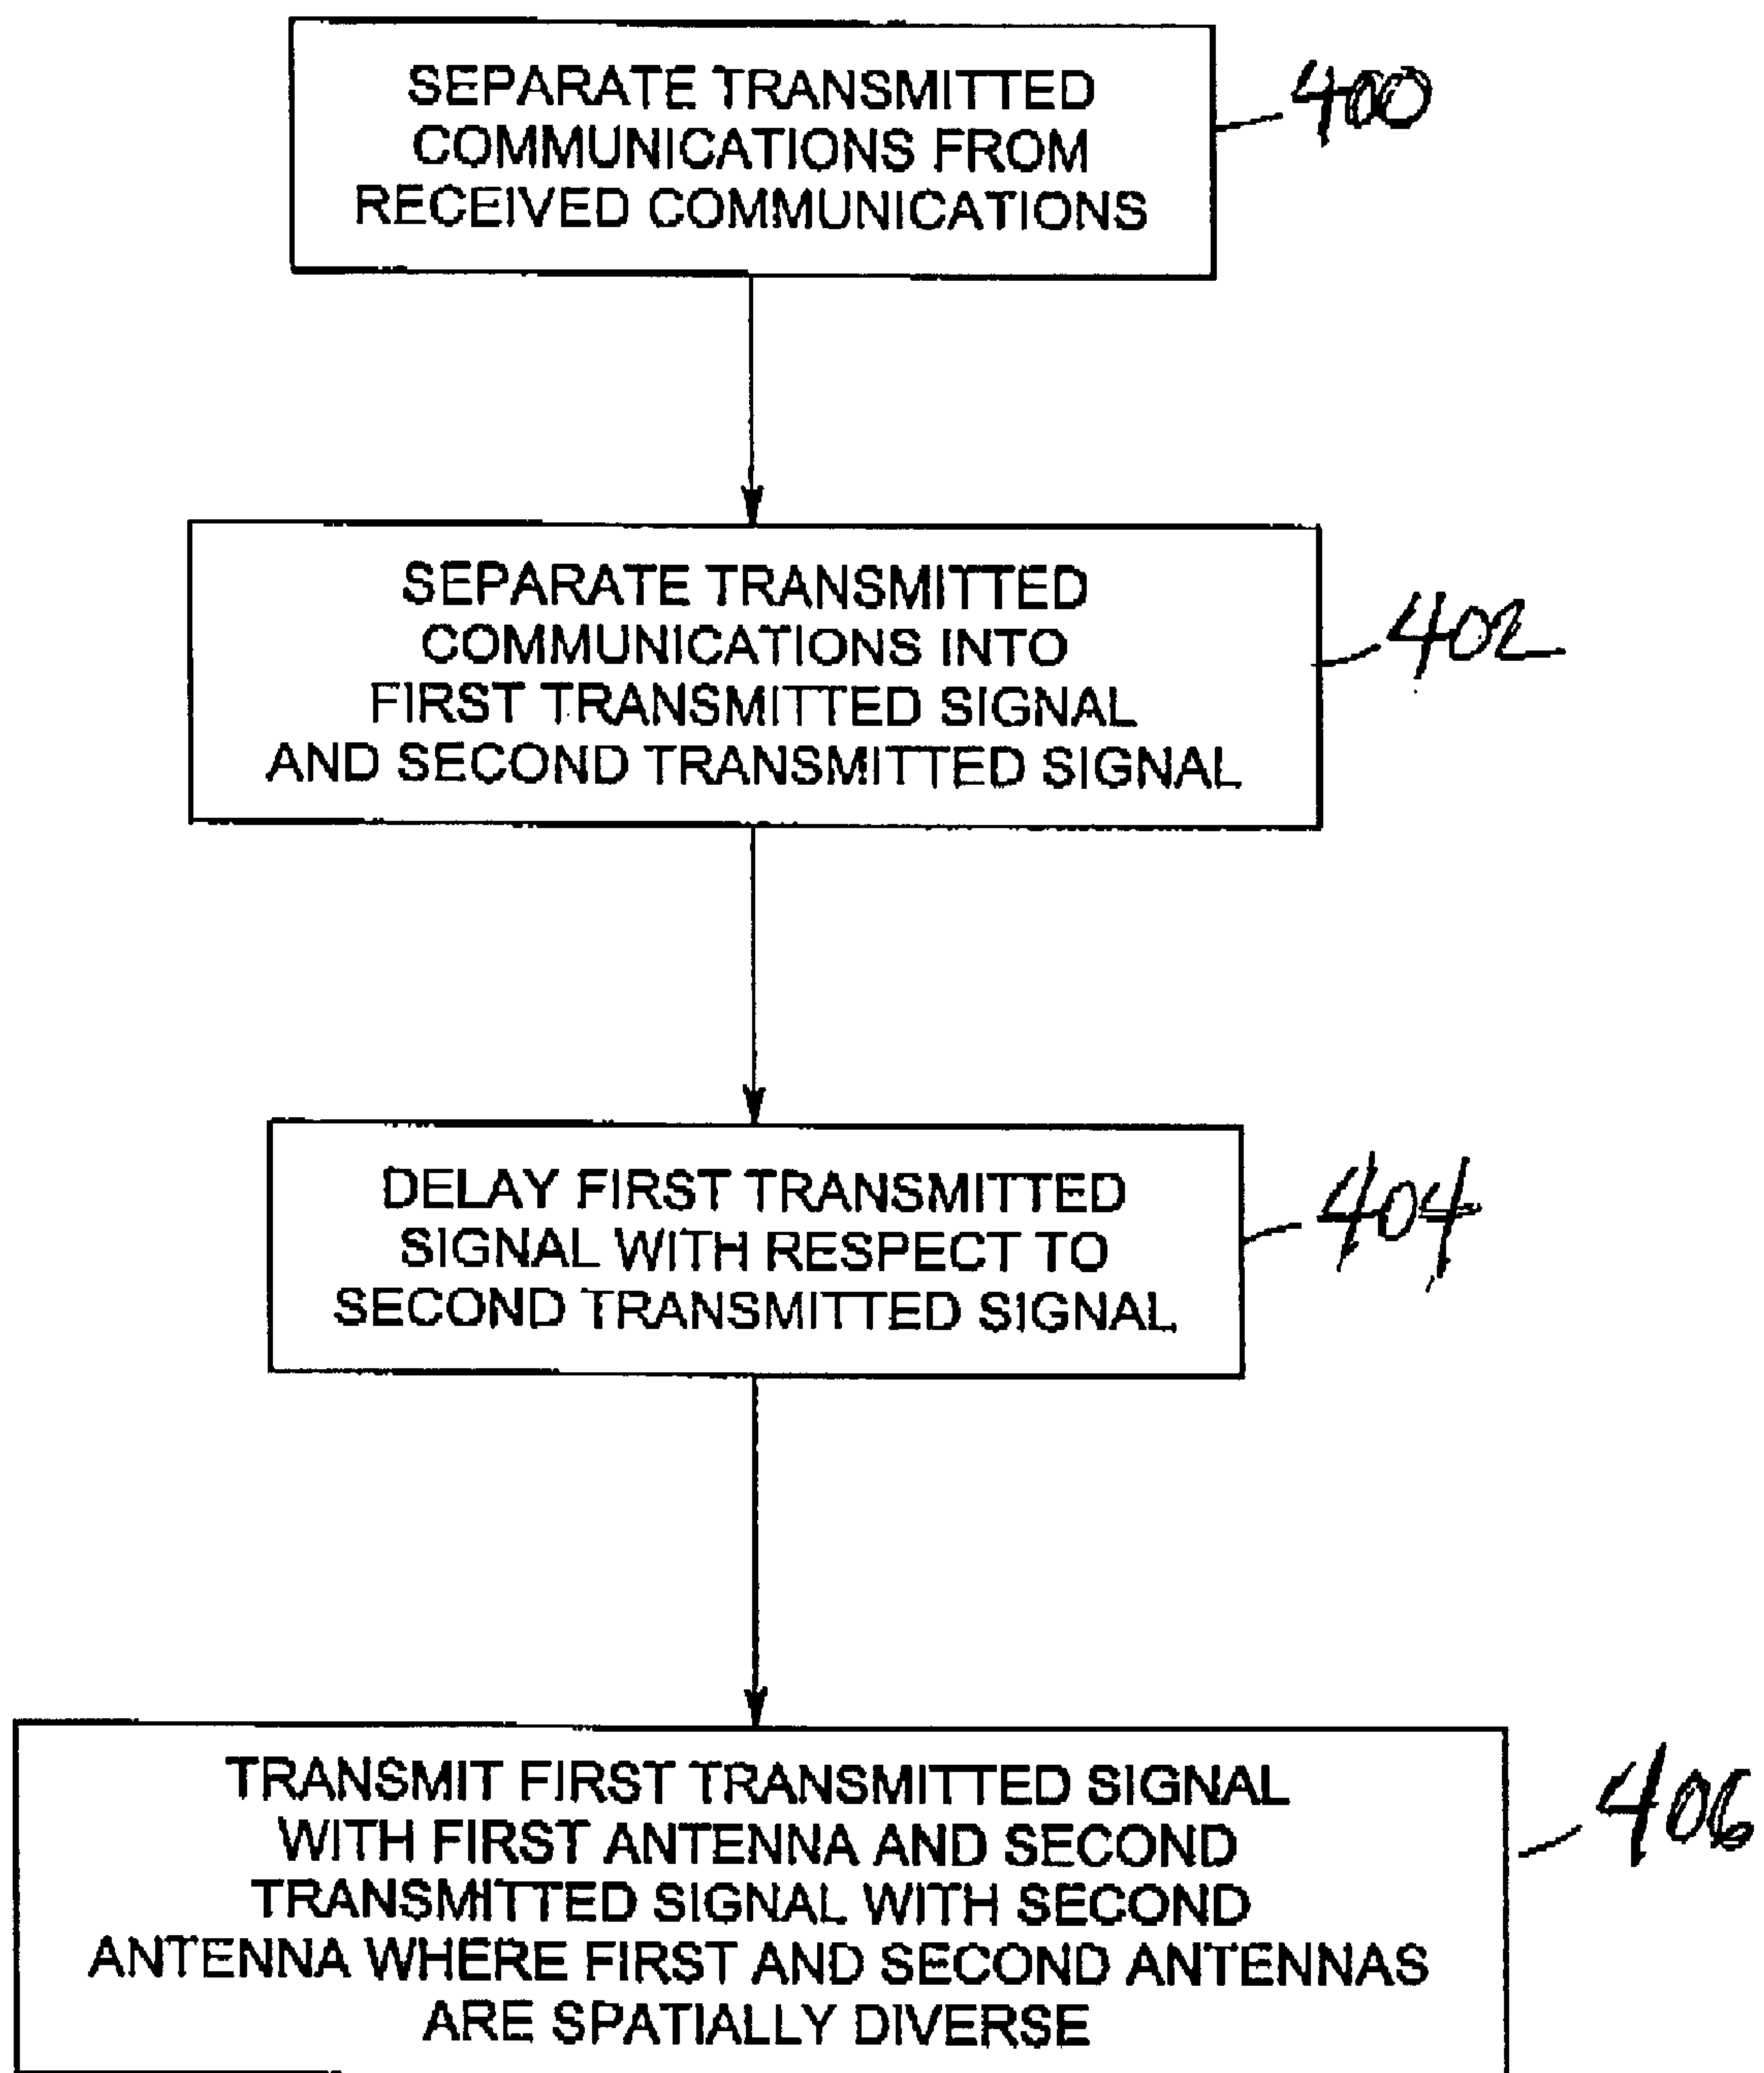 SEPARATE TRANSMITTED
COMMUNICATIONS FROM
RECEIVED COMMUNICATIONS
400
SEPARATE TRANSMITTED
COMMUNICATIONS INTO
FIRST TRANSMITTED SIGNAL
AND SECOND TRANSMITTED SIGNAL
402
DELAY FIRST TRANSMITTED
SIGNAL WITH RESPECT TO
SECOND TRANSMITTED SIGNAL
404
TRANSMIT FIRST TRANSMITTED SIGNAL
WITH FIRST ANTENNA AND SECOND
TRANSMITTED SIGNAL WITH SECOND
ANTENNA WHERE FIRST AND SECOND ANTENNAS
ARE SPATIALLY DIVERSE
406